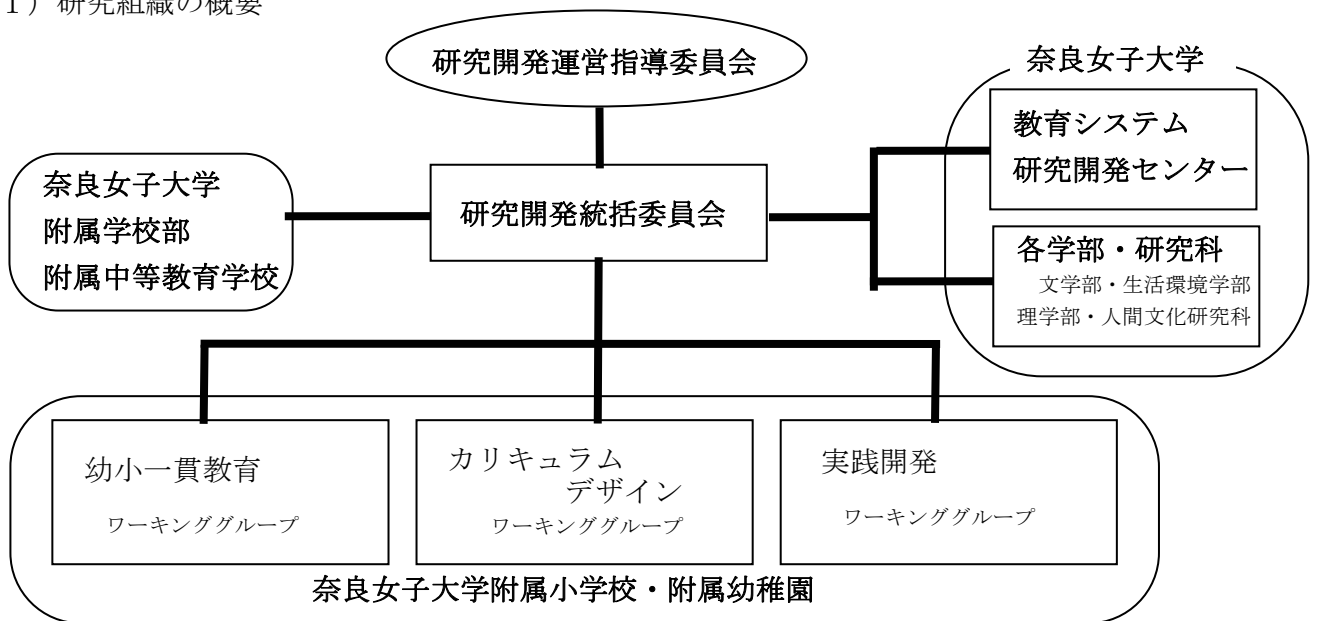 １）研究組織の概要
研究開発運営指導委員会
奈良女子大学
教育システム
研究開発センター
奈良女子大学
附属学校部
附属中等教育学校
研究開発統括委員会
各学部・研究科
文学部・生活環境学部
理学部・人間文化研究科
幼小一貫教育
ワーキンググループ
カリキュラム
デザイン
ワーキンググループ
実践開発
ワーキンググループ
奈良女子大学附属小学校・附属幼稚園